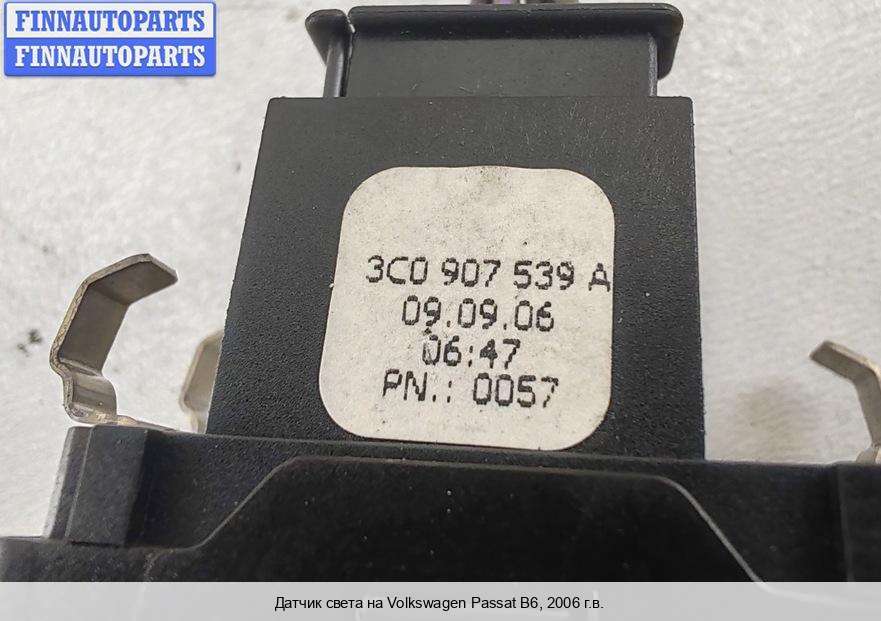 FINNAUTOPARTS
FINNAUTOPARTS
3C0 907 539 A
09.09.06
06:47
PN.: 0057
Датчик света на Volkswagen Passat B6, 2006 г.в.